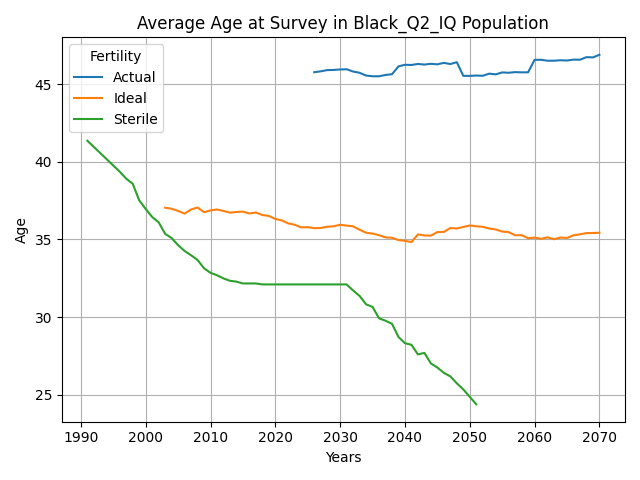 Average Age at Survey in Black_Q2_IQ Population
Fertility
Actual
Ideal
Sterile
Age
45
40
35
30
25
1990 2000 2010 2020 2030 2040 2050 2060 2070
Years